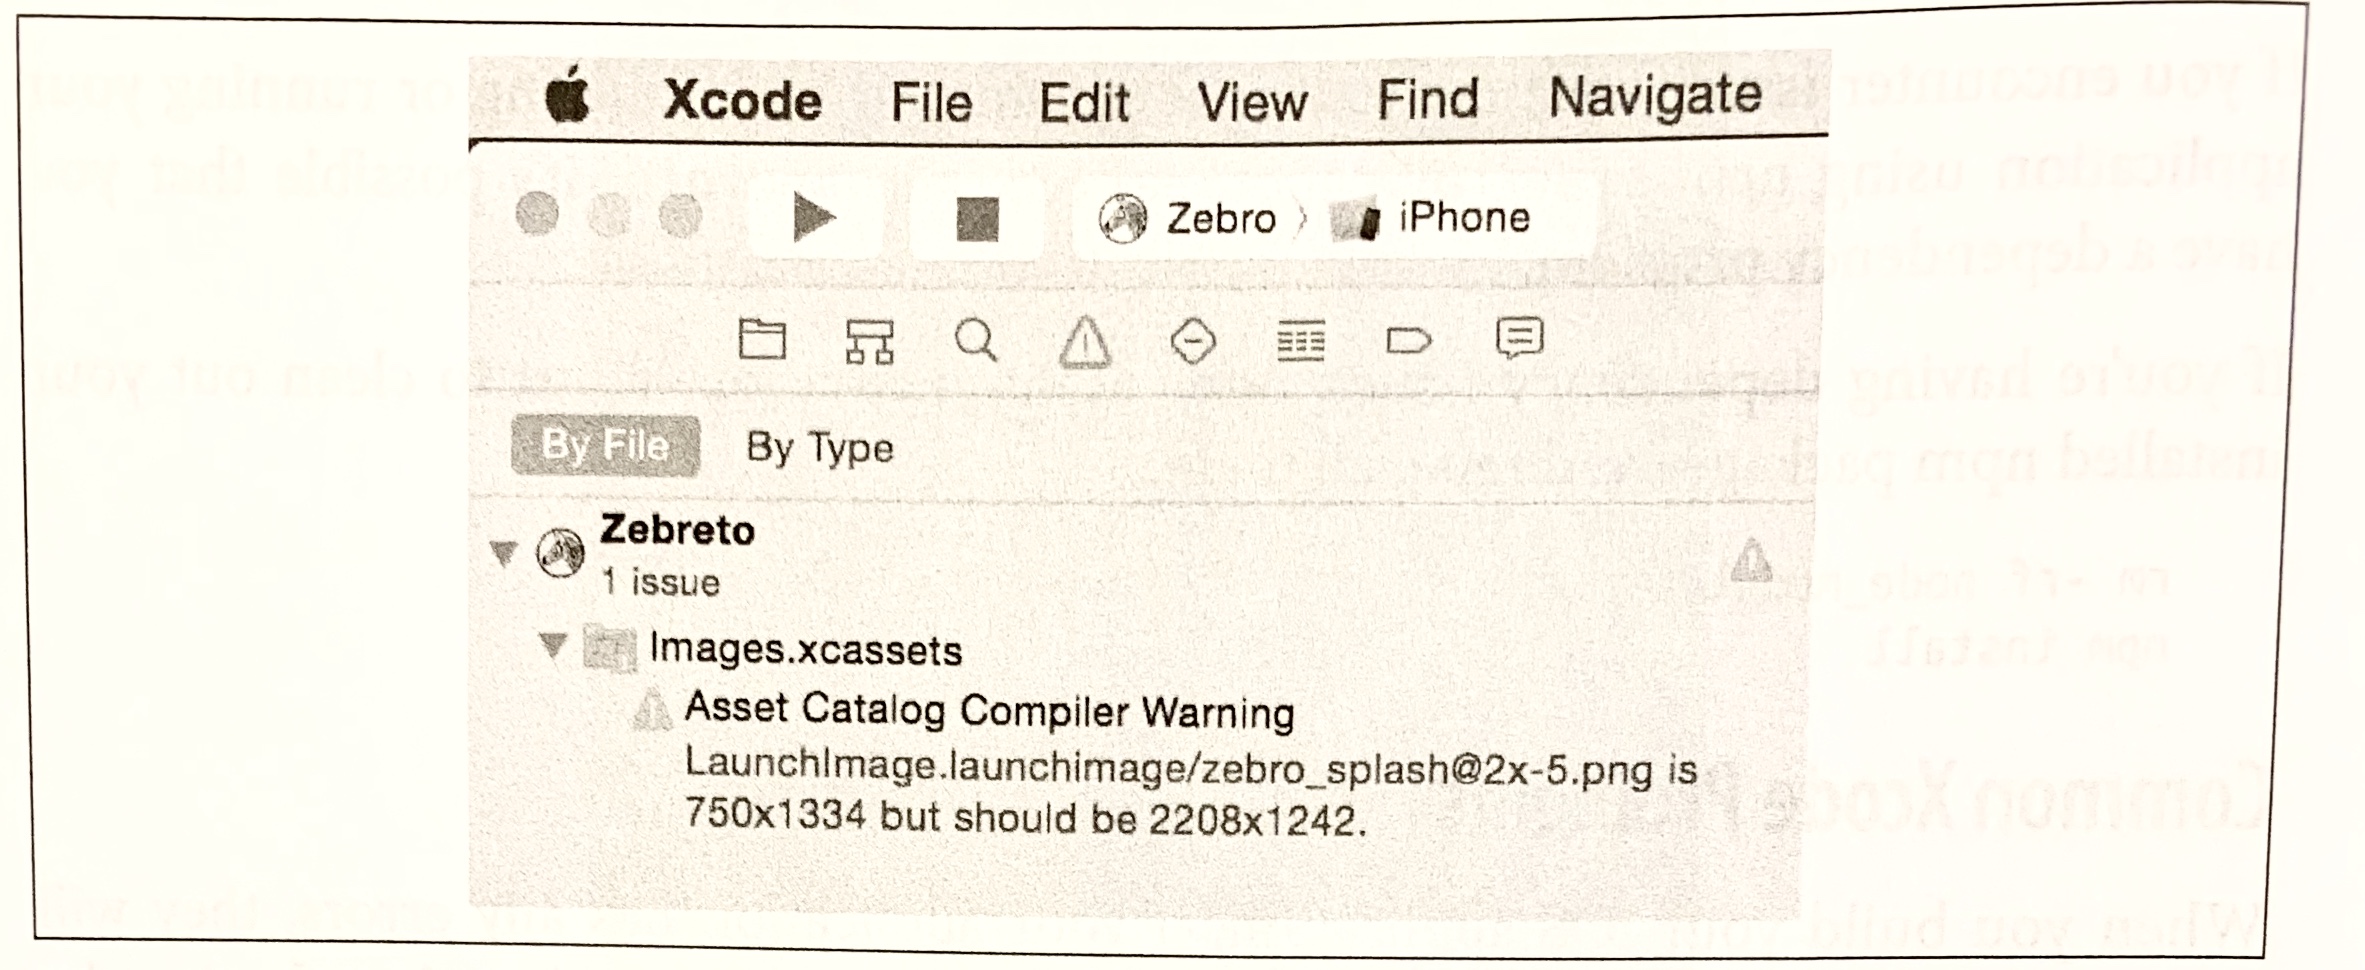 Xcode File Edit View Find Navigate
Zebro 〉 iPhone
By File By Type
Zebreto
1 issue
Images.xcassets
Asset Catalog Compiler Warning
LaunchImage.launchimage/zebro_splash@2x-5.png is
750x1334 but should be 2208x1242.